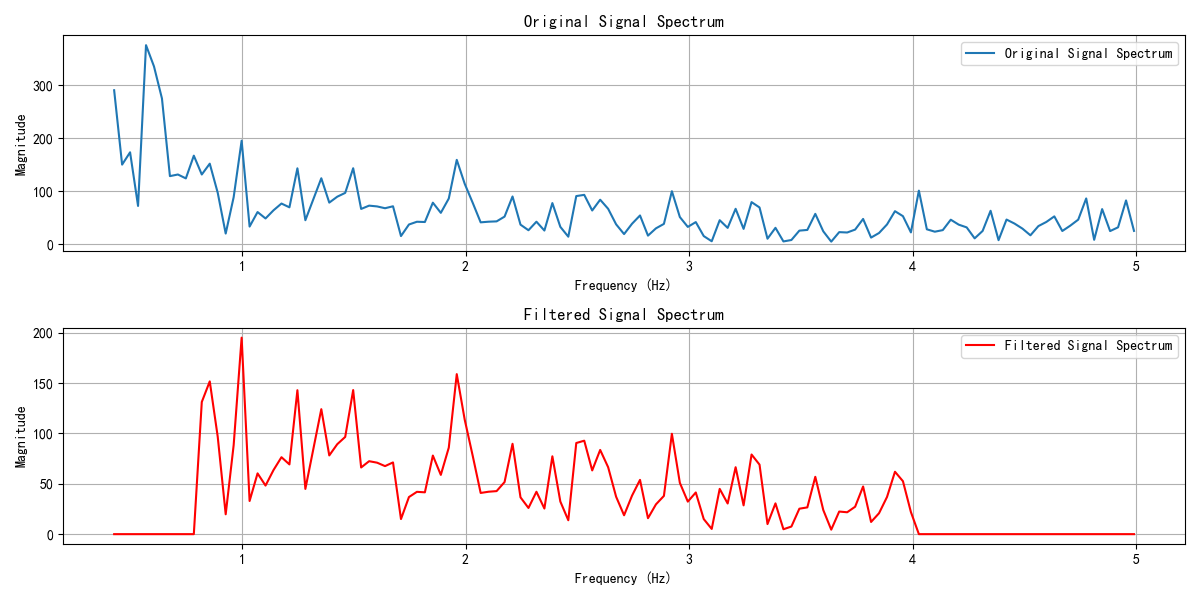 Original Signal Spectrum
Original Signal Spectrum
Magnitude
300
200
100
0
1 2 3 4 5
Frequency (Hz)
Filtered Signal Spectrum
Filtered Signal Spectrum
Magnitude
200
150
100
50
0
1 2 3 4 5
Frequency (Hz)